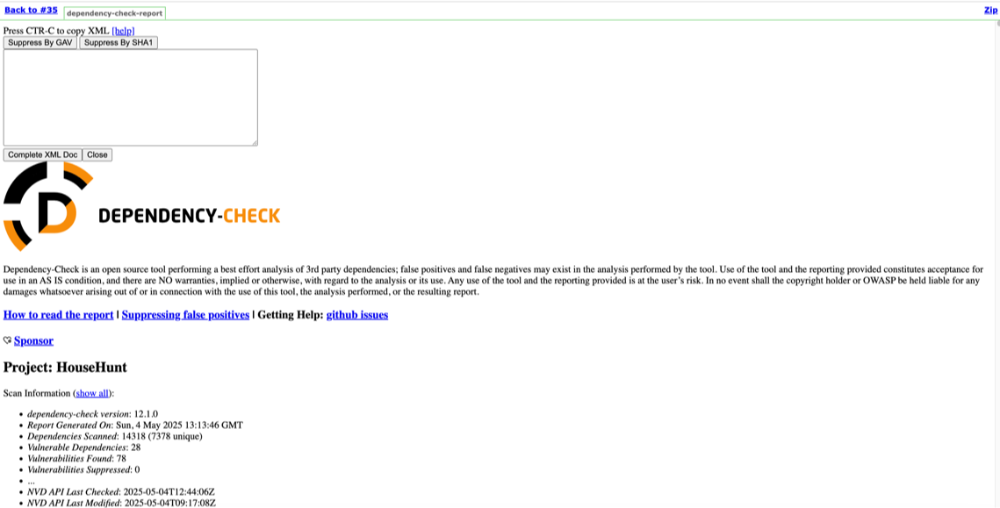 Back to #35 dependency-check-report Zip
Press CTR-C to copy XML [help]
Suppress By GAV Suppress By SHA1
Complete XML Doc Close
DEPENDENCY-CHECK
Dependency-Check is an open source tool performing a best effort analysis of 3rd party dependencies; false positives and false negatives may exist in the analysis performed by the tool. Use of the tool and the reporting provided constitutes acceptance for
use in an AS IS condition, and there are NO warranties, implied or otherwise, with regard to the analysis or its use. Any use of the tool and the reporting provided is at the user's risk. In no event shall the copyright holder or OWASP be held liable for any
damages whatsoever arising out of or in connection with the use of this tool, the analysis performed, or the resulting report.
How to read the report | Suppressing false positives | Getting Help: github issues
Sponsor
Project: HouseHunt
Scan Information (show all):
• dependency-check version: 12.1.0
• Report Generated On: Sun, 4 May 2025 13:13:46 GMT
• Dependencies Scanned: 14318 (7378 unique)
• Vulnerable Dependencies: 28
• Vulnerabilities Found: 78
• Vulnerabilities Suppressed: 0
• ...
• NVD API Last Checked: 2025-05-04T12:44:06Z
• NVD API Last Modified: 2025-05-04T09:17:08Z